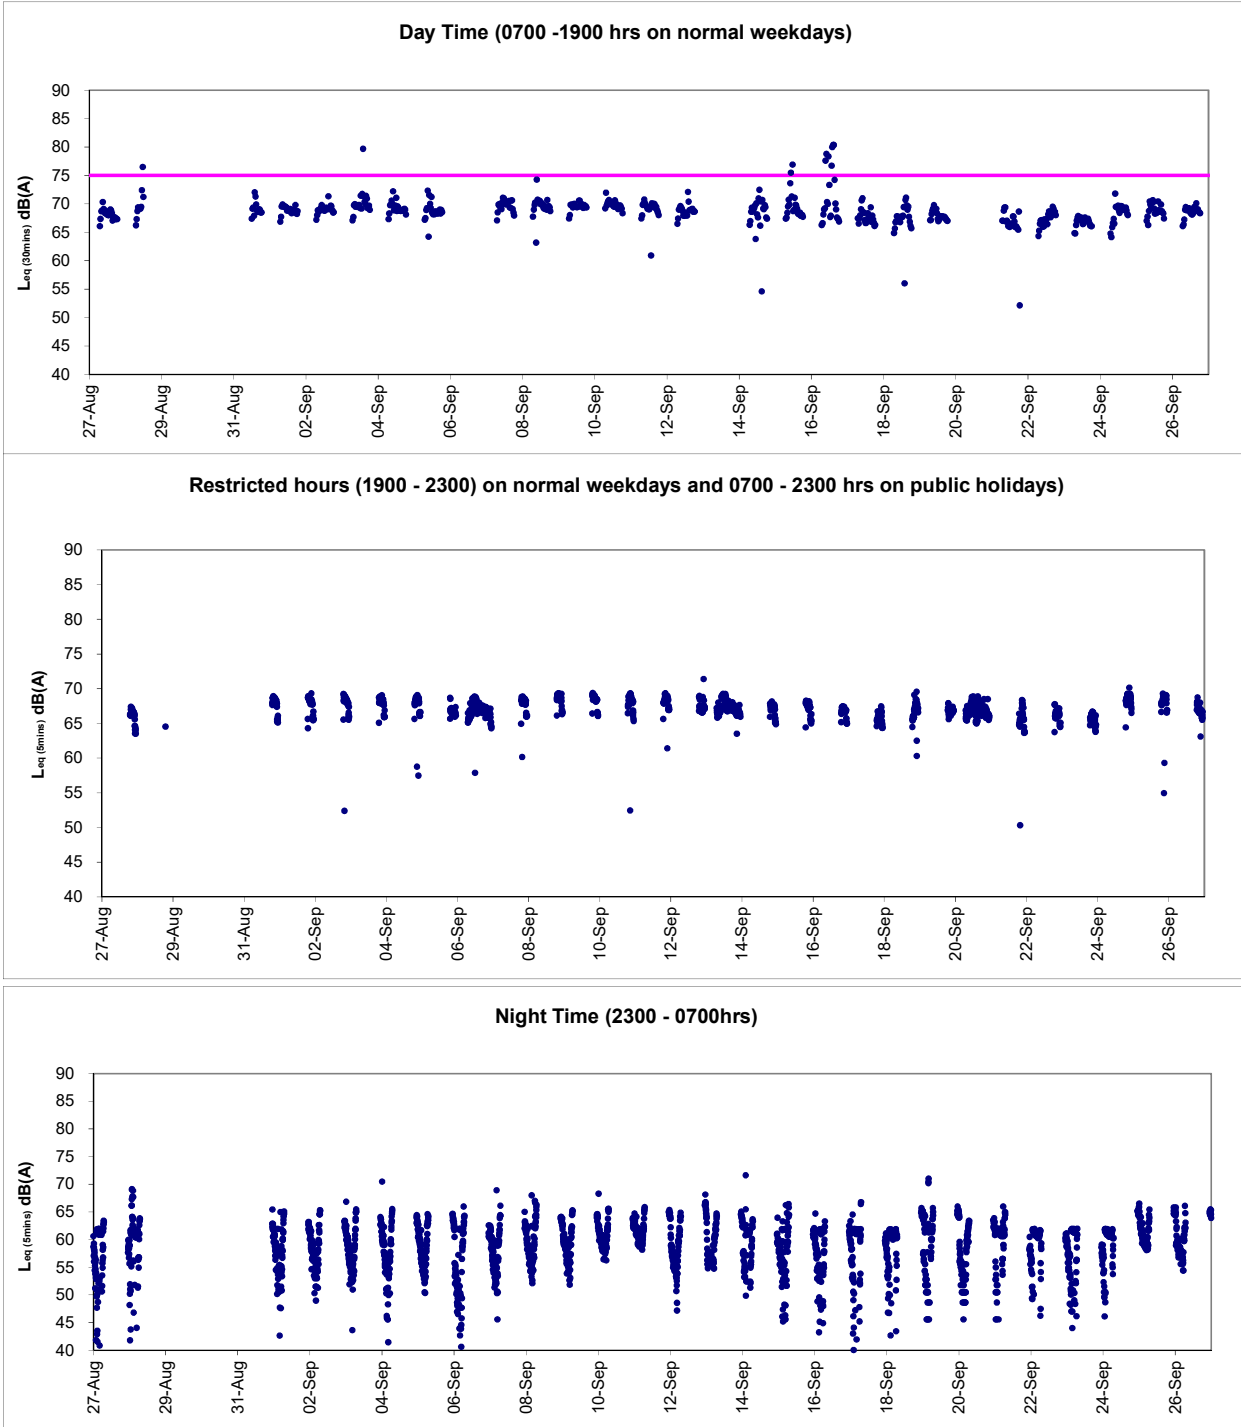 Day Time (0700 -1900 hrs on normal weekdays)
90
85
80
75
70
65
60
55
50
45
40
Leq (30mins) dB(A)
27-Aug
29-Aug
31-Aug
02-Sep
04-Sep
06-Sep
08-Sep
10-Sep
12-Sep
14-Sep
16-Sep
18-Sep
20-Sep
22-Sep
24-Sep
26-Sep
Restricted hours (1900 - 2300) on normal weekdays and 0700 - 2300 hrs on public holidays)
90
85
80
75
70
65
60
55
50
45
40
Leq (5mins) dB(A)
27-Aug
29-Aug
31-Aug
02-Sep
04-Sep
06-Sep
08-Sep
10-Sep
12-Sep
14-Sep
16-Sep
18-Sep
20-Sep
22-Sep
24-Sep
26-Sep
Night Time (2300 - 0700hrs)
90
85
80
75
70
65
60
55
50
45
40
Leq (5mins) dB(A)
27-Aug
29-Aug
31-Aug
02-Sep
04-Sep
06-Sep
08-Sep
10-Sep
12-Sep
14-Sep
16-Sep
18-Sep
20-Sep
22-Sep
24-Sep
26-Sep